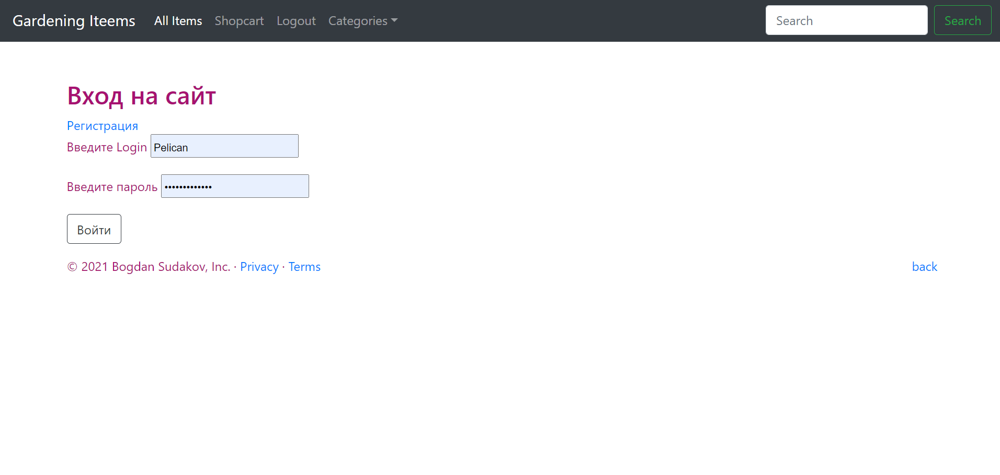 Gardening Iteems All Items Shopcart Logout Categories Search Search
Вход на сайт
Регистрация
Введите Login Pelican
Введите пароль •••••••••••••
Войти
© 2021 Bogdan Sudakov, Inc. · Privacy · Terms back